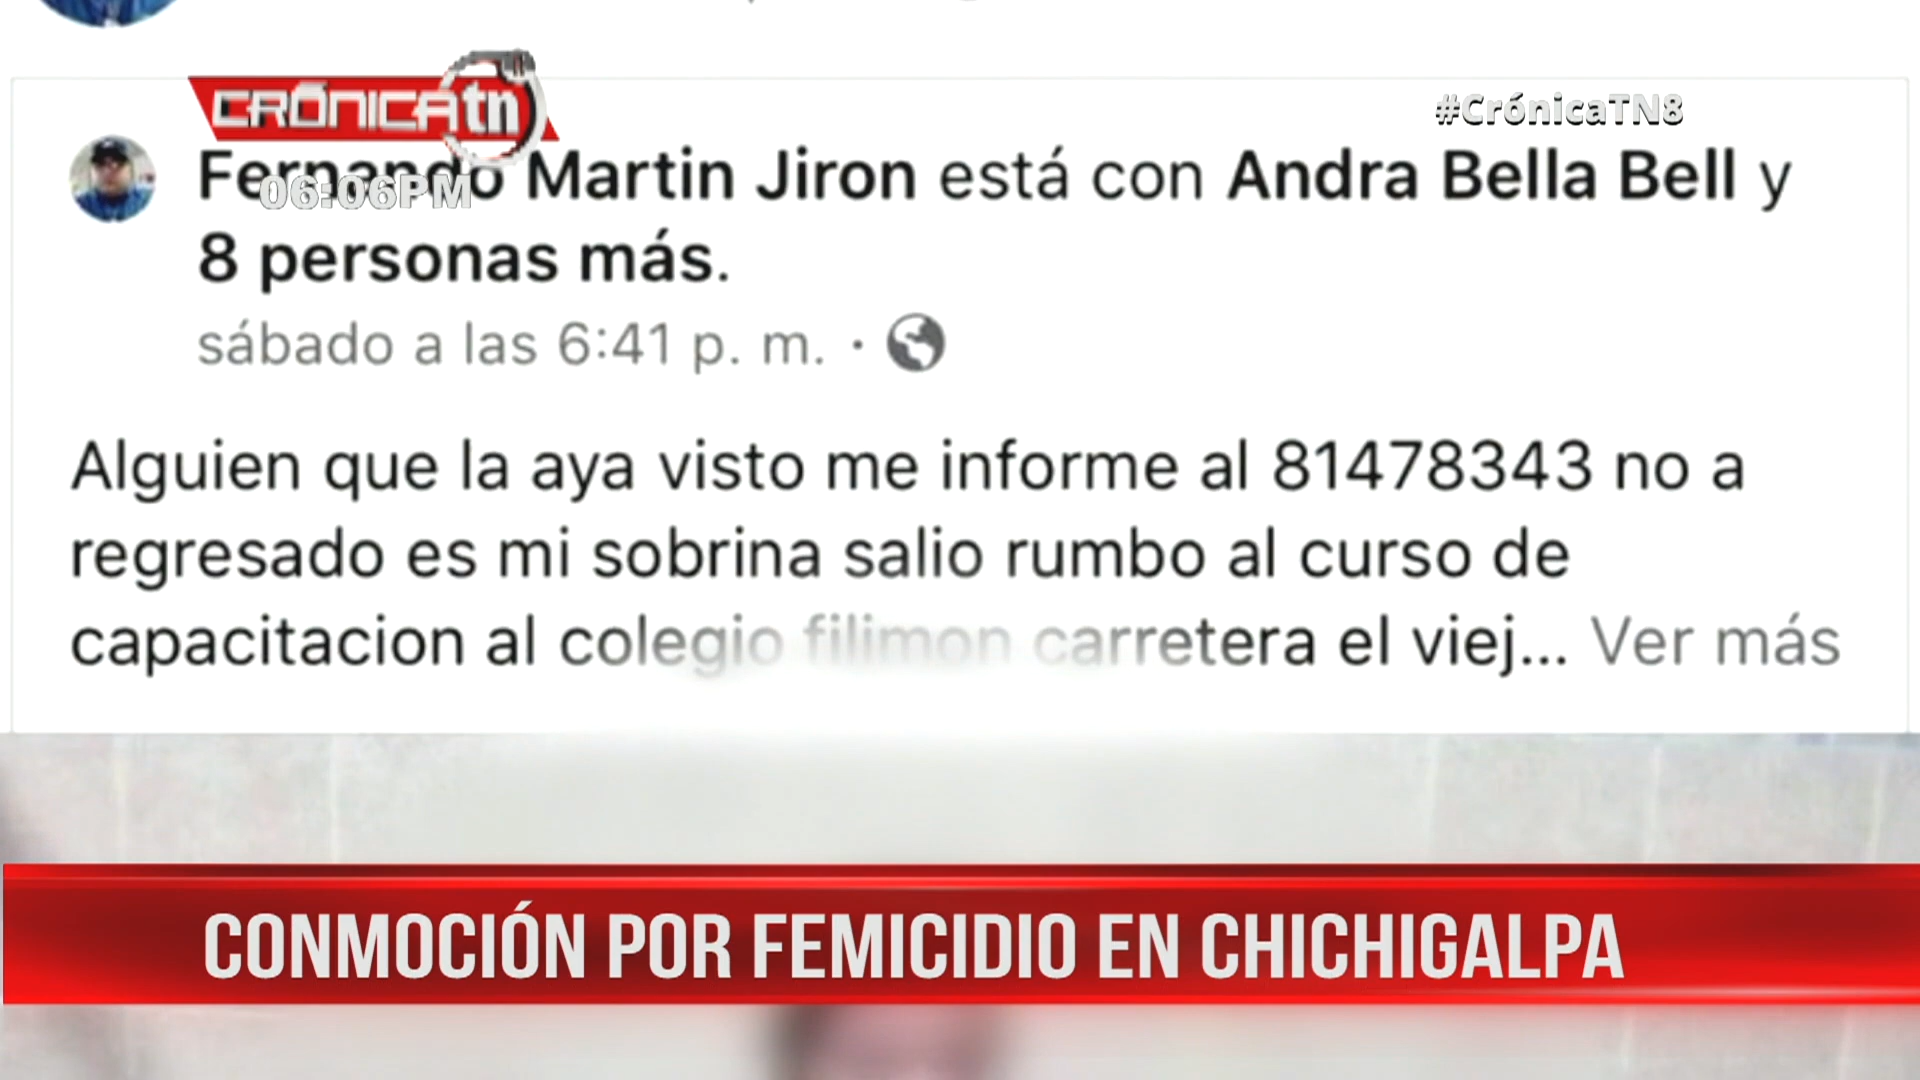 CRÓNICA tn
#CrónicaTN8
06:06PM
Fernando Martin Jiron está con Andra Bella Bell y
8 personas más.
sábado a las 6:41 p. m. ·
Alguien que la aya visto me informe al 81478343 no a
regresado es mi sobrina salio rumbo al curso de
capacitacion al colegio filimon carretera el viej... Ver más
CONMOCIÓN POR FEMICIDIO EN CHICHIGALPA